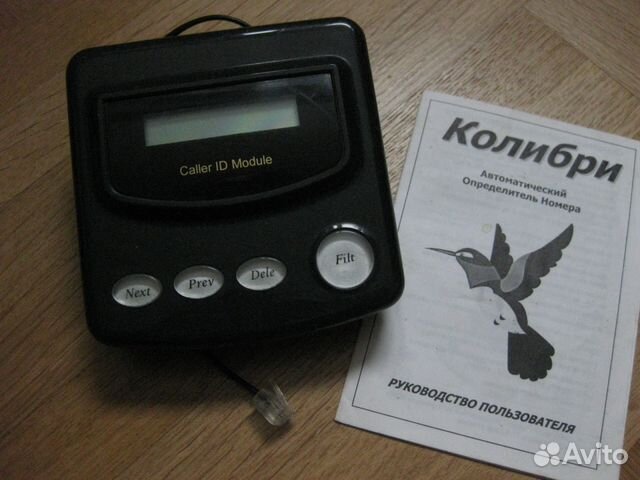 Caller ID Module
Next
Prev
Dele
Filt
Колибри
Автоматический
Определитель Номера
РУКОВОДСТВО ПОЛЬЗОВАТЕЛЯ
Avito